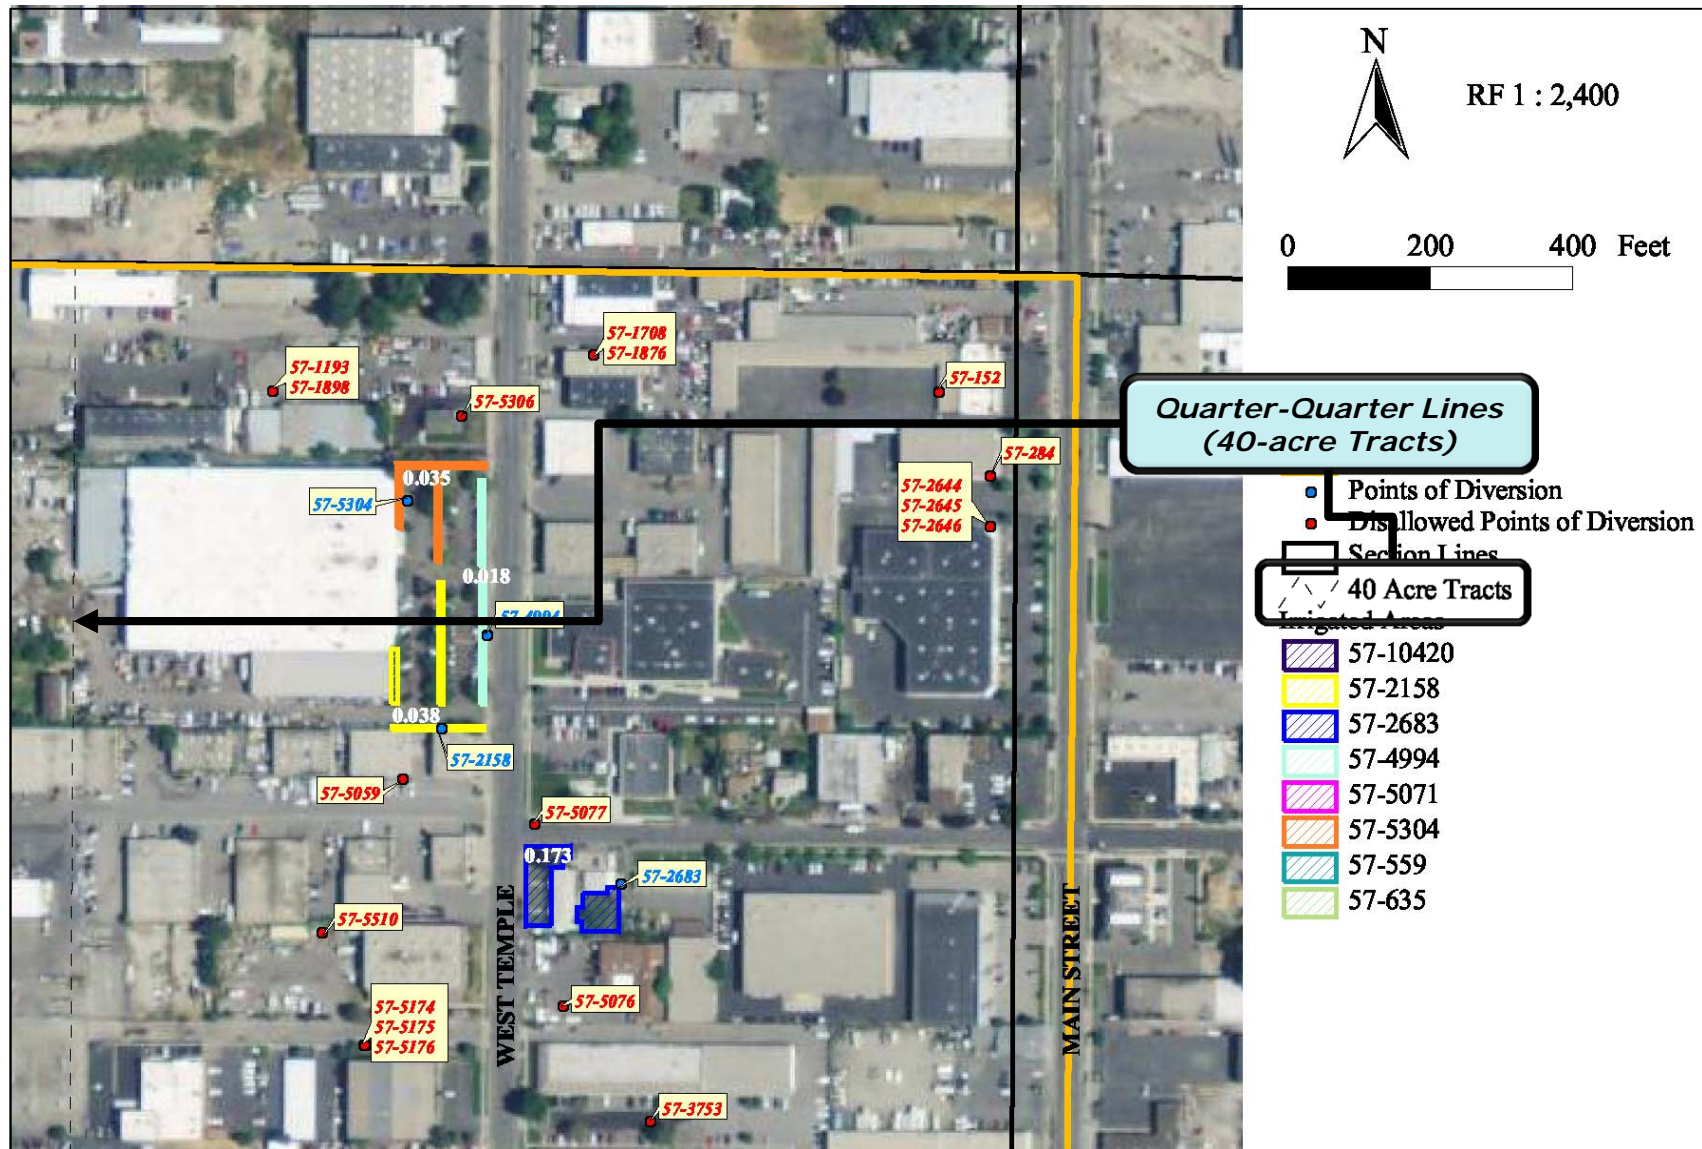 N
RF 1 : 2,400
0 200 400 Feet
57-1708
57-1876
57-1193
57-1898
57-5306
57-152
Quarter-Quarter Lines
(40-acre Tracts)
57-284
57-2644
57-2645
57-2646
0.035
57-5304
Points of Diversion
Disallowed Points of Diversion
Section Lines
40 Acre Tracts
Irrigated Areas
0.018
57-4994
57-10420
57-2158
57-2683
57-4994
57-5071
57-5304
57-559
57-635
0.038
57-2158
57-5059
57-5077
0.173
57-2683
WEST TEMPLE
MAIN STREET
57-5510
57-5076
57-5174
57-5175
57-5176
57-3753